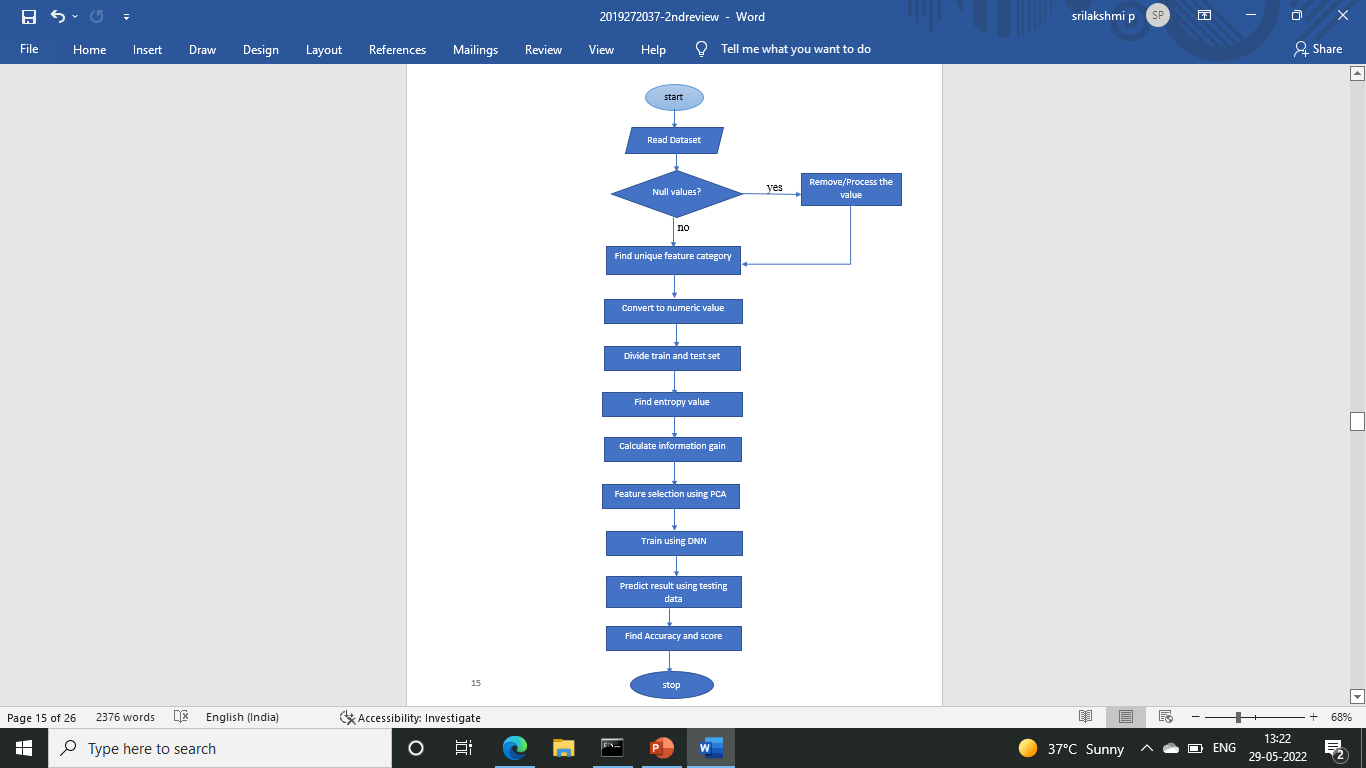 2019272037-2ndreview - Word
srilakshmi p
SP
File Home Insert Draw Design Layout References Mailings Review View Help Tell me what you want to do
Share
start
Read Dataset
Null values?
yes
Remove/Process the
value
no
Find unique feature category
Convert to numeric value
Divide train and test set
Find entropy value
Calculate information gain
Feature selection using PCA
Train using DNN
Predict result using testing
data
Find Accuracy and score
stop
15
Page 15 of 26 2376 words English (India) Accessibility: Investigate
68%
Type here to search
37°C Sunny
ENG
13:22
29-05-2022
2